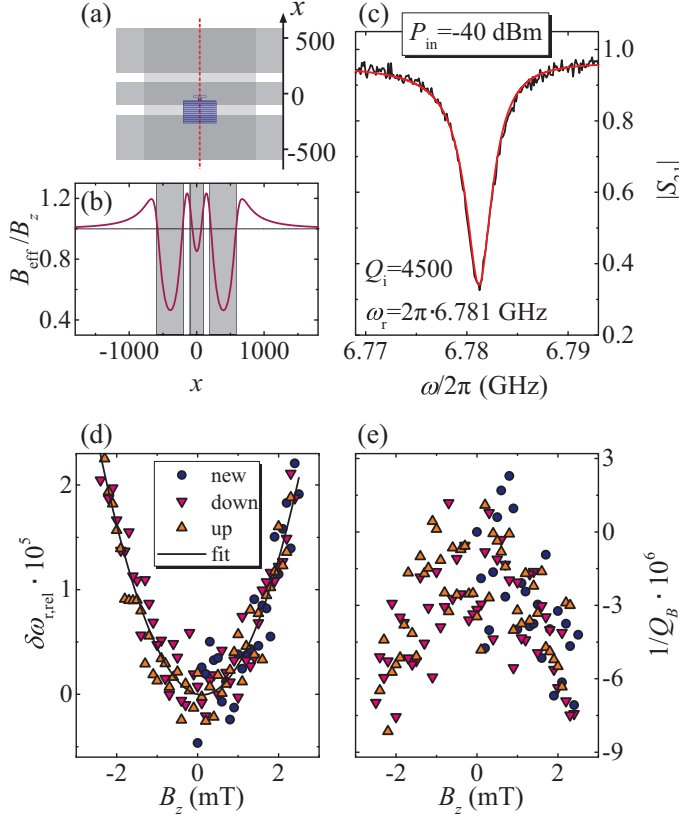 (a)
x
500
0
-500
(b)
1.2
0.8
0.4
B_eff/B_z
-1000 0 1000
x
(c)
P_in=-40 dBm
1.0
0.8
0.6
0.4
0.2
|S_21|
Q_i=4500
ω_r=2π·6.781 GHz
6.77 6.78 6.79
ω/2π (GHz)
(d)
new
down
up
fit
2
1
0
δω_r,rel · 10^5
-2 0 2
B_z (mT)
(e)
3
0
-3
-6
-9
1/Q_B · 10^6
-2 0 2
B_z (mT)